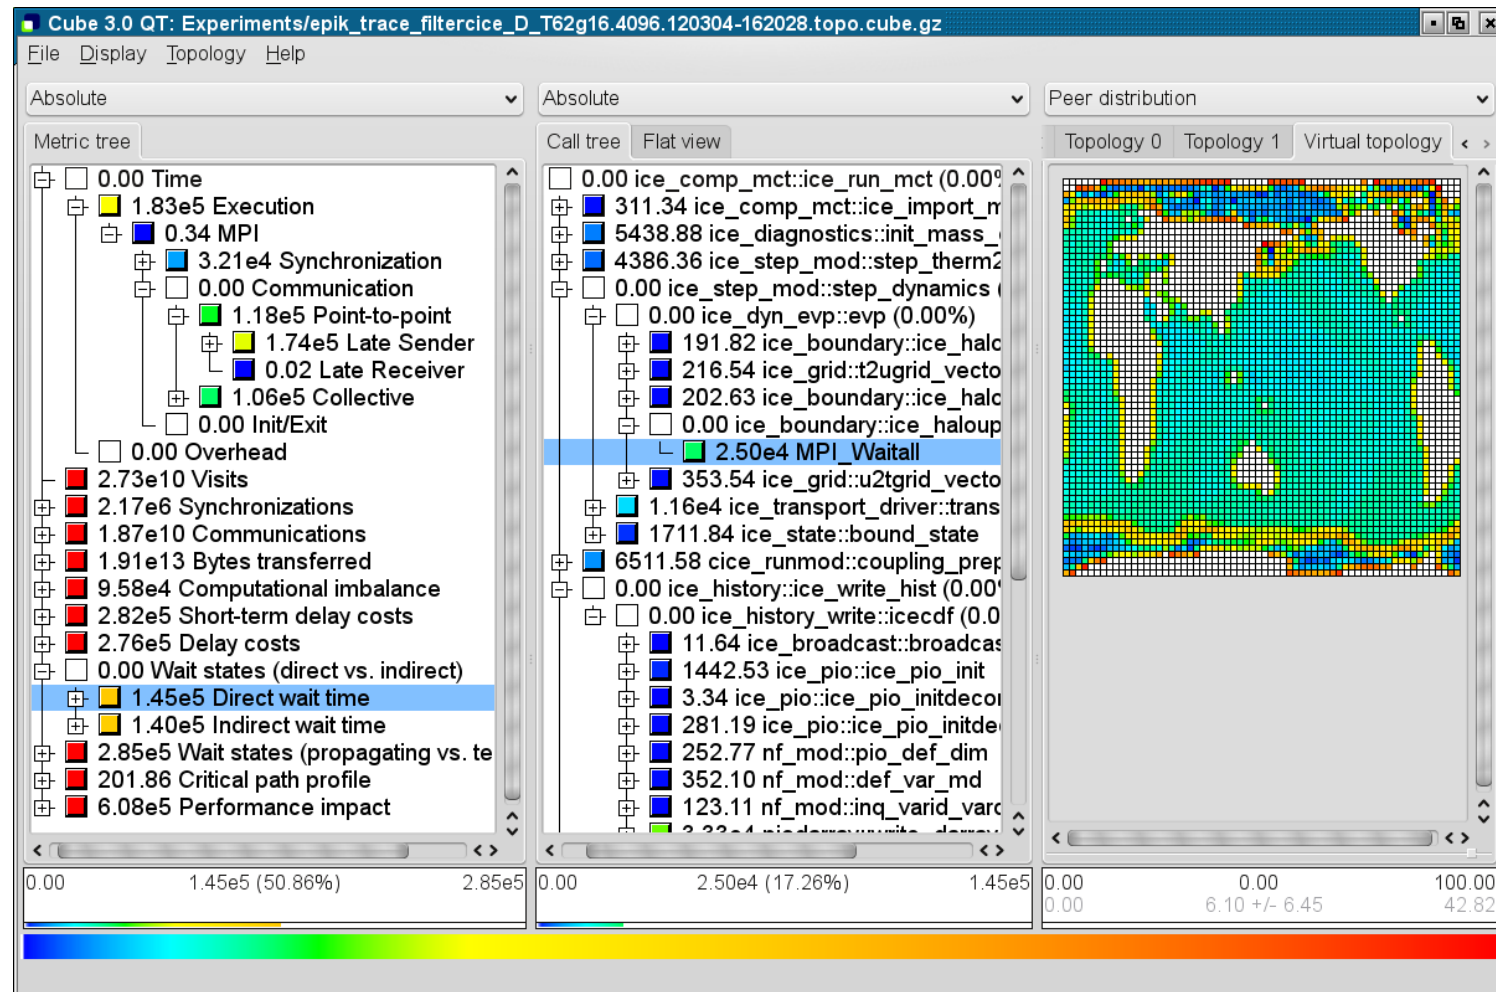 Cube 3.0 QT: Experiments/epik_trace_filtercice_D_T62g16.4096.120304-162028.topo.cube.gz
File Display Topology Help
Absolute
Metric tree
0.00 Time
1.83e5 Execution
0.34 MPI
3.21e4 Synchronization
0.00 Communication
1.18e5 Point-to-point
1.74e5 Late Sender
0.02 Late Receiver
1.06e5 Collective
0.00 Init/Exit
0.00 Overhead
2.73e10 Visits
2.17e6 Synchronizations
1.87e10 Communications
1.91e13 Bytes transferred
9.58e4 Computational imbalance
2.82e5 Short-term delay costs
2.76e5 Delay costs
0.00 Wait states (direct vs. indirect)
1.45e5 Direct wait time
1.40e5 Indirect wait time
2.85e5 Wait states (propagating vs. te
201.86 Critical path profile
6.08e5 Performance impact
0.00 1.45e5 (50.86%) 2.85e5
Absolute
Call tree Flat view
0.00 ice_comp_mct::ice_run_mct (0.00%
311.34 ice_comp_mct::ice_import_m
5438.88 ice_diagnostics::init_mass_
4386.36 ice_step_mod::step_therm2
0.00 ice_step_mod::step_dynamics (
0.00 ice_dyn_evp::evp (0.00%)
191.82 ice_boundary::ice_halo
216.54 ice_grid::t2ugrid_vecto
202.63 ice_boundary::ice_halo
0.00 ice_boundary::ice_haloup
2.50e4 MPI_Waitall
353.54 ice_grid::u2tgrid_vecto
1.16e4 ice_transport_driver::trans
1711.84 ice_state::bound_state
6511.58 cice_runmod::coupling_prep
0.00 ice_history::ice_write_hist (0.00%
0.00 ice_history_write::icecdf (0.0
11.64 ice_broadcast::broadcas
1442.53 ice_pio::ice_pio_init
3.34 ice_pio::ice_pio_initdecor
281.19 ice_pio::ice_pio_initde
252.77 nf_mod::pio_def_dim
352.10 nf_mod::def_var_md
123.11 nf_mod::inq_varid_vard
0.00 2.50e4 (17.26%) 1.45e5
Peer distribution
Topology 0 Topology 1 Virtual topology
0.00 0.00 100.00
0.00 6.10 +/- 6.45 42.82